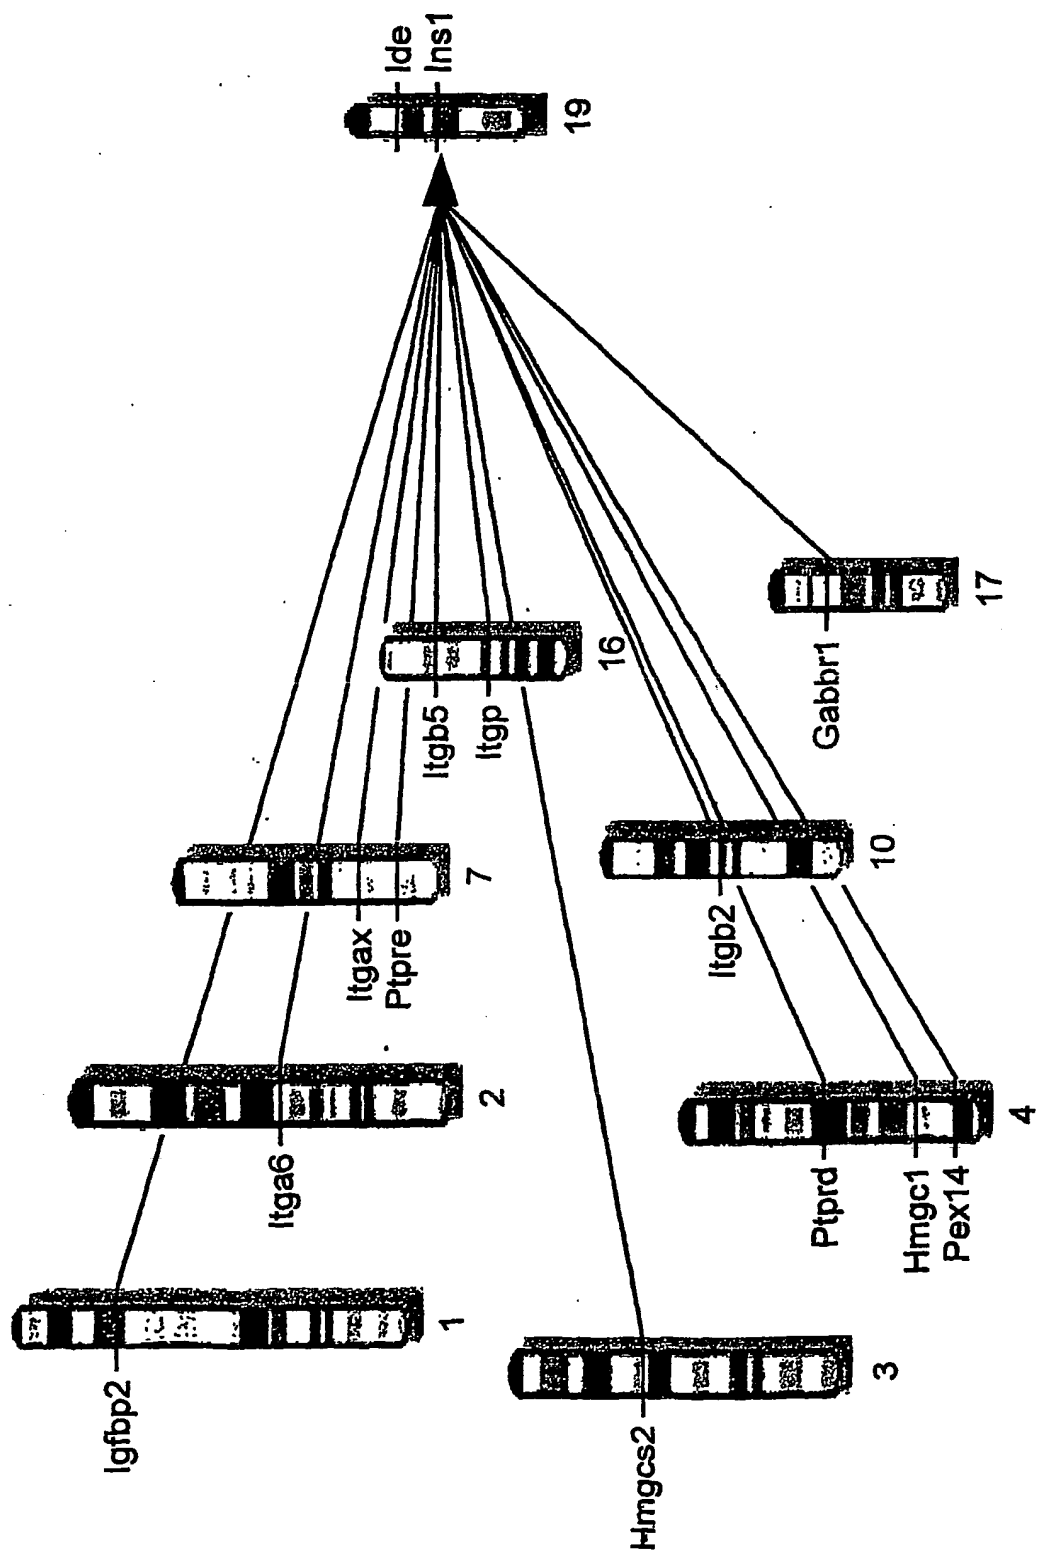 Igfbp2
1
Itga6
2
Itgax
Ptpre
7
Itgb5
Itgp
16
Ide
Ins1
19
Hmgcs2
3
Ptprd
Hmgc1
Pex14
4
Itgb2
10
Gabbr1
17